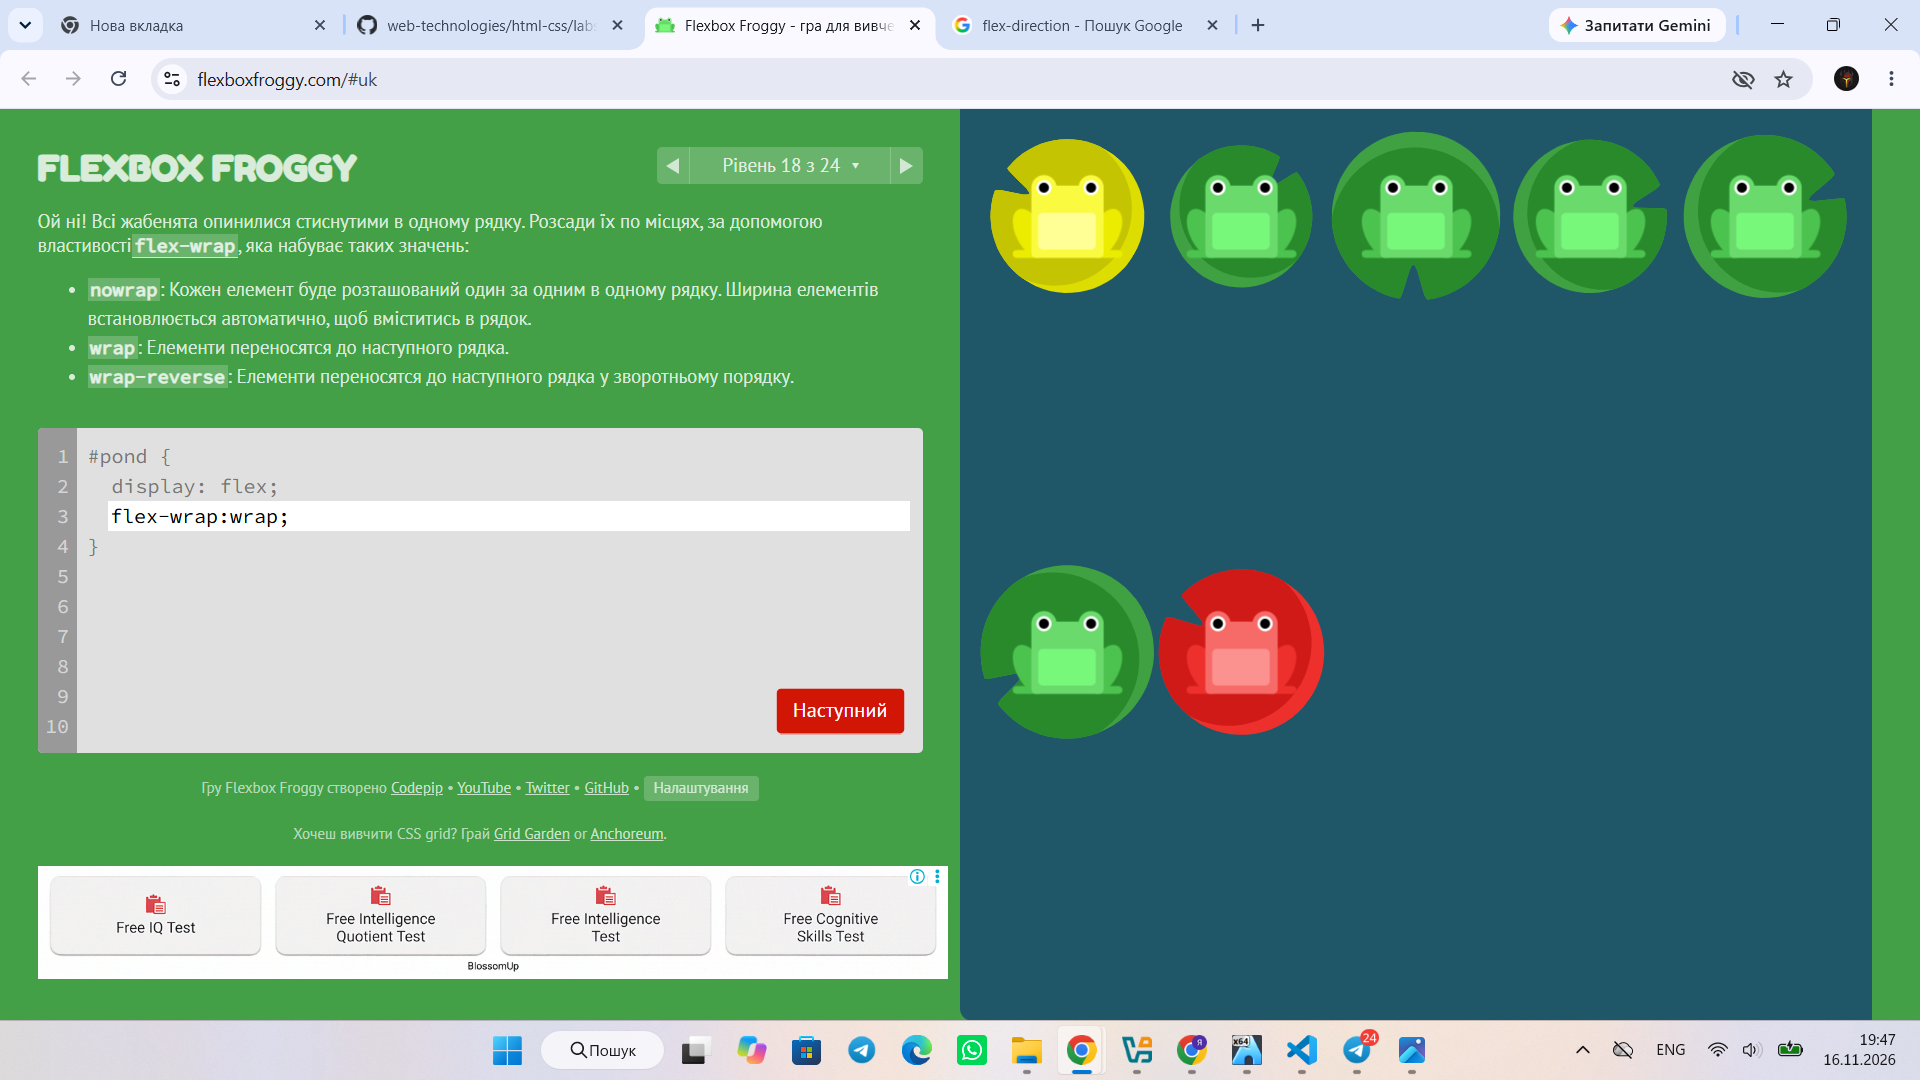 Нова вкладка
web-technologies/html-css/lab
Flexbox Froggy - гра для вивче
flex-direction - Пошук Google
Запитати Gemini
flexboxfroggy.com/#uk
FLEXBOX FROGGY
Рівень 18 з 24
Ой ні! Всі жабенята опинилися стиснутими в одному рядку. Розсади їх по місцях, за допомогою
властивості flex-wrap, яка набуває таких значень:
• nowrap: Кожен елемент буде розташований один за одним в одному рядку. Ширина елементів
встановлюється автоматично, щоб вміститись в рядок.
• wrap: Елементи переносятся до наступного рядка.
• wrap-reverse: Елементи переносятся до наступного рядка у зворотньому порядку.
1 #pond {
2 display: flex;
3 flex-wrap:wrap;
4 }
5
6
7
8
9
10
Наступний
Гру Flexbox Froggy створено Codepip • YouTube • Twitter • GitHub • Налаштування
Хочеш вивчити CSS grid? Грай Grid Garden or Anchoreum.
Free IQ Test
Free Intelligence
Quotient Test
Free Intelligence
Test
Free Cognitive
Skills Test
BlossomUp
Пошук
x64
Я
24
ENG
19:47
16.11.2026